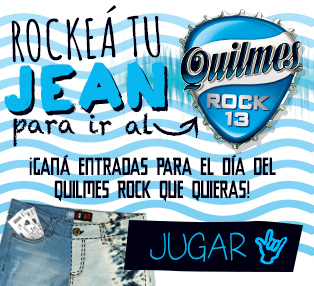 ROCKEÁ TU
JEAN
para ir al
Quilmes
ROCK
13
¡GANÁ ENTRADAS PARA EL DÍA DEL
QUILMES ROCK QUE QUIERAS!
JUGAR